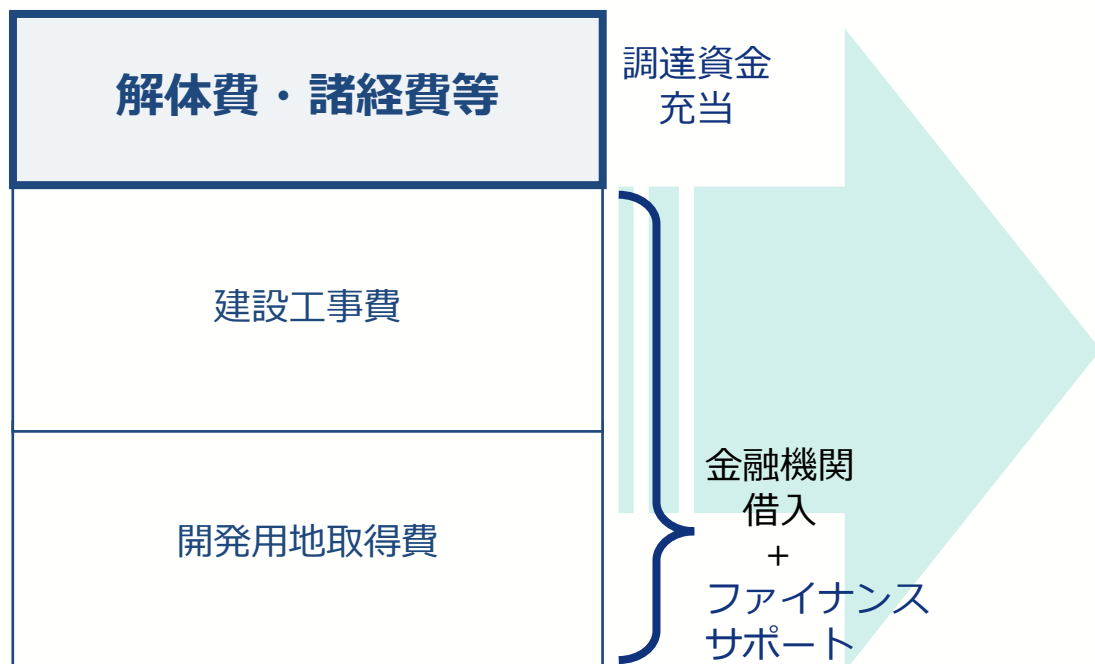 解体費・諸経費等
調達資金
充当
建設工事費
開発用地取得費
金融機関
借入
+
ファイナンス
サポート